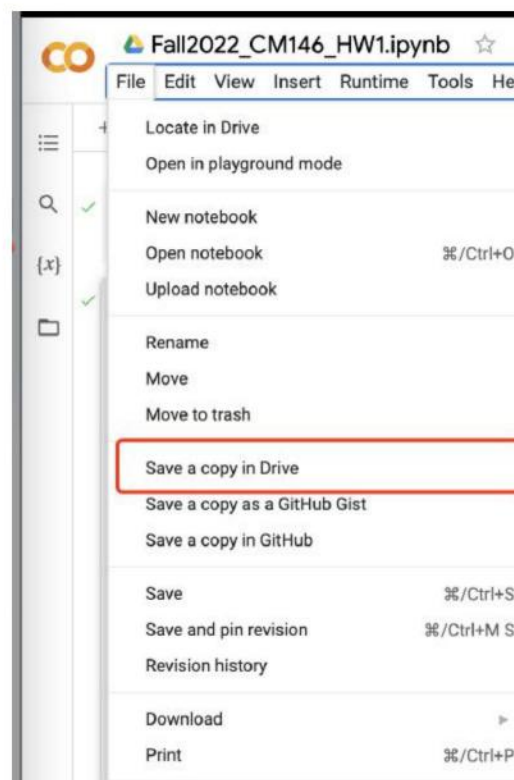 CO Fall2022_CM146_HW1.ipynb
File Edit View Insert Runtime Tools He
Locate in Drive
Open in playground mode
New notebook
Open notebook ⌘/Ctrl+O
Upload notebook
{x}
Rename
Move
Move to trash
Save a copy in Drive
Save a copy as a GitHub Gist
Save a copy in GitHub
Save ⌘/Ctrl+S
Save and pin revision ⌘/Ctrl+M S
Revision history
Download
Print ⌘/Ctrl+P